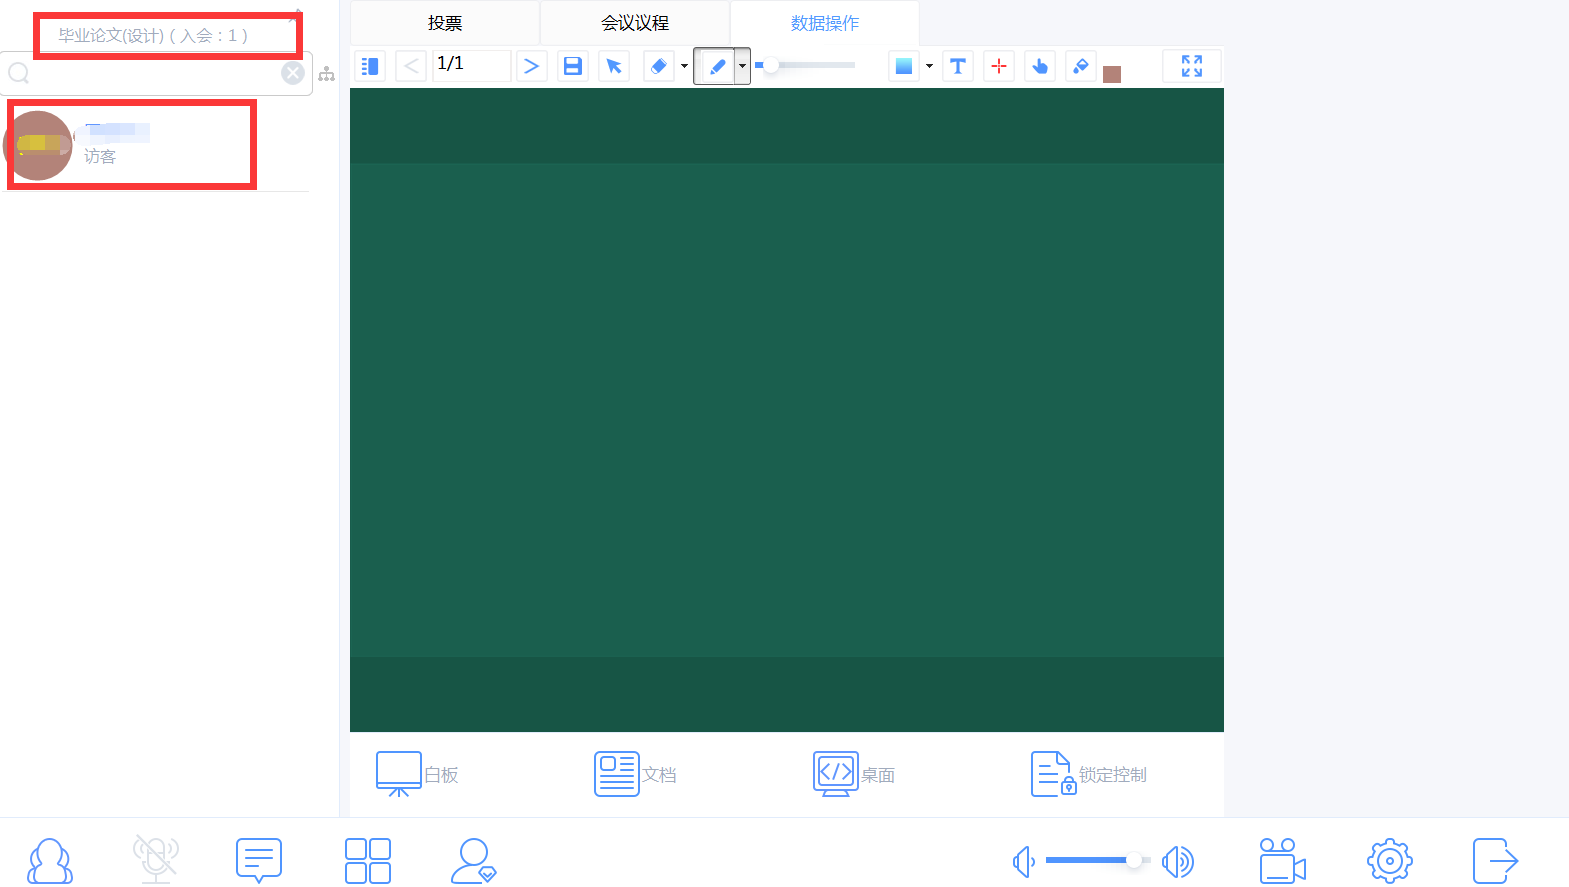 毕业论文(设计)（入会：1）
访客
投票
会议议程
数据操作
1/1
T
白板
文档
桌面
锁定控制